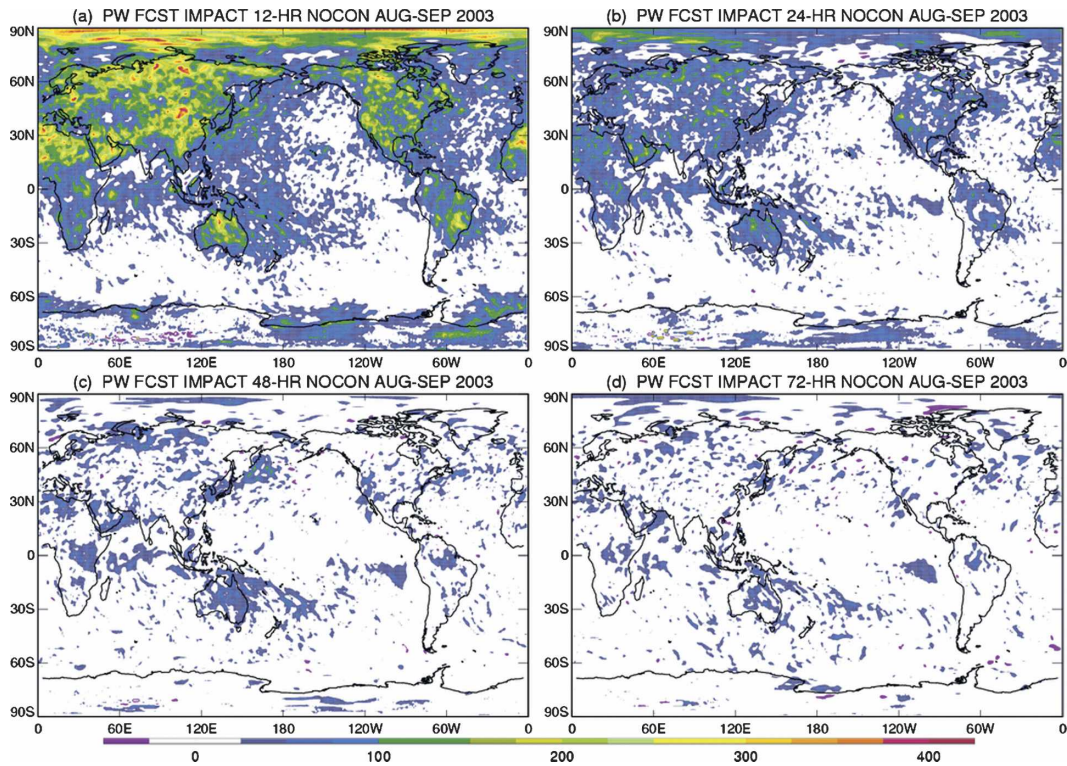 (a) PW FCST IMPACT 12-HR NOCON AUG-SEP 2003
(b) PW FCST IMPACT 24-HR NOCON AUG-SEP 2003
90N
60N
30N
0
30S
60S
90S
0 60E 120E 180 120W 60W 0
90N
60N
30N
0
30S
60S
90S
0 60E 120E 180 120W 60W 0
(c) PW FCST IMPACT 48-HR NOCON AUG-SEP 2003
(d) PW FCST IMPACT 72-HR NOCON AUG-SEP 2003
90N
60N
30N
0
30S
60S
90S
0 60E 120E 180 120W 60W 0
90N
60N
30N
0
30S
60S
90S
0 60E 120E 180 120W 60W 0
0 100 200 300 400